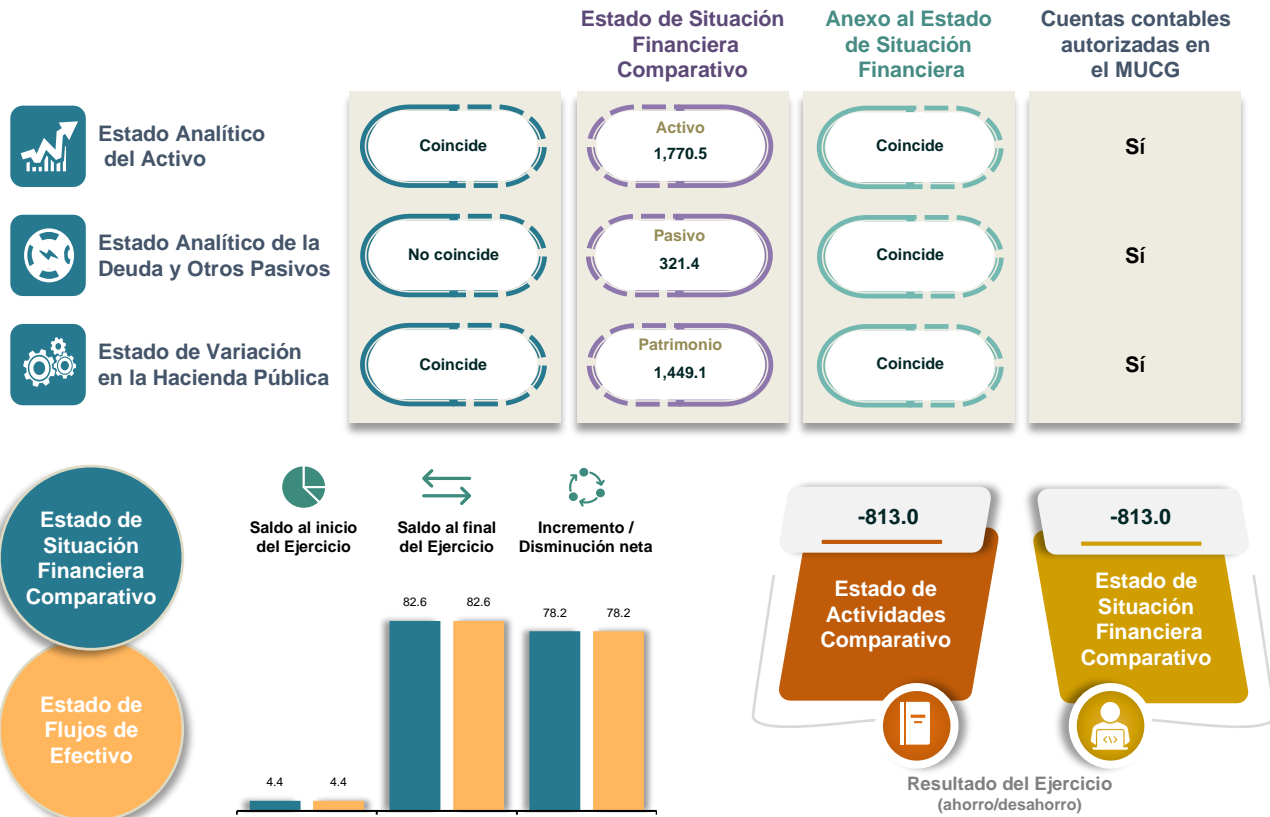 Estado de Situación
Financiera
Comparativo
Anexo al Estado
de Situación
Financiera
Cuentas contables
autorizadas en
el MUCG
Estado Analítico
del Activo
Coincide
Activo
1,770.5
Coincide
Sí
Estado Analítico de la
Deuda y Otros Pasivos
No coincide
Pasivo
321.4
Coincide
Sí
Estado de Variación
en la Hacienda Pública
Coincide
Patrimonio
1,449.1
Coincide
Sí
Estado de
Situación
Financiera
Comparativo
Estado de
Flujos de
Efectivo
Saldo al inicio
del Ejercicio
Saldo al final
del Ejercicio
Incremento /
Disminución neta
4.4
4.4
82.6
82.6
78.2
78.2
-813.0
Estado de
Actividades
Comparativo
-813.0
Estado de
Situación
Financiera
Comparativo
Resultado del Ejercicio
(ahorro/desahorro)